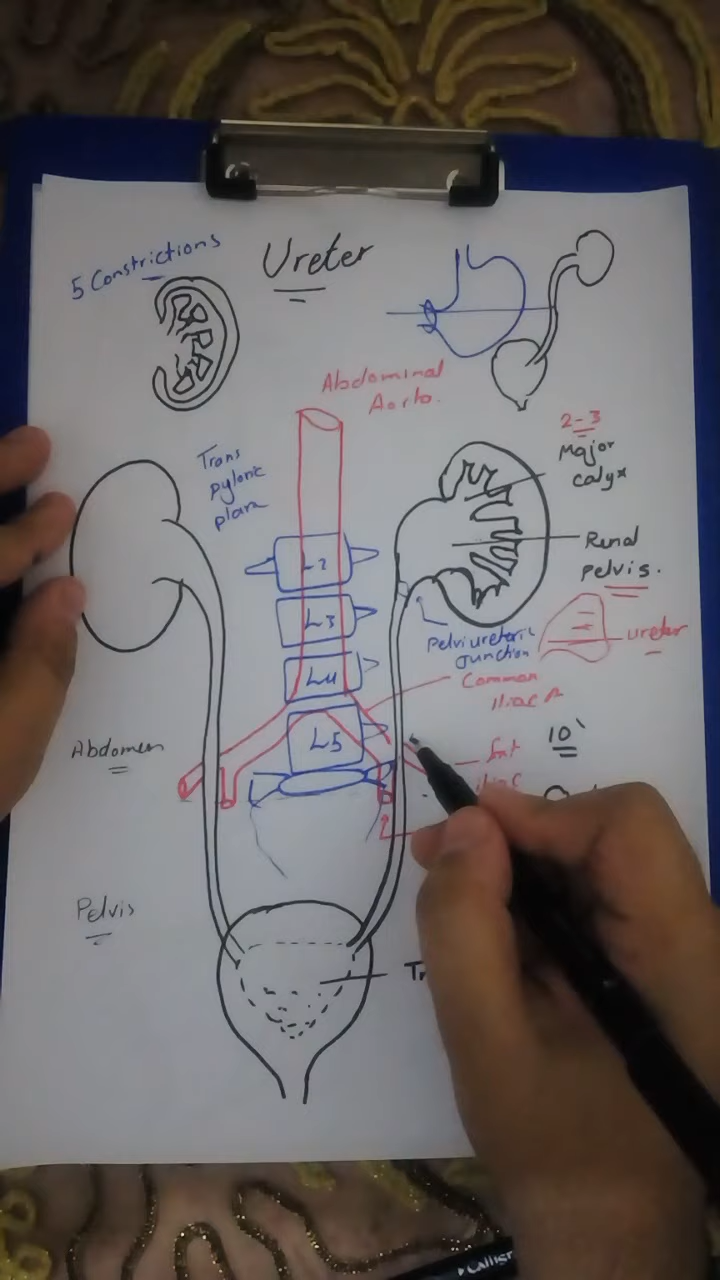 Ureter
5 Constrictions
Abdominal
Aorta.
Trans
pyloric
plane
2-3
Major
calyx
Renal
pelvis.
L2
L3
L4
L5
Pelviureteric
Junction
ureter
Common
iliac A
10
Abdomen
iliac
Pelvis